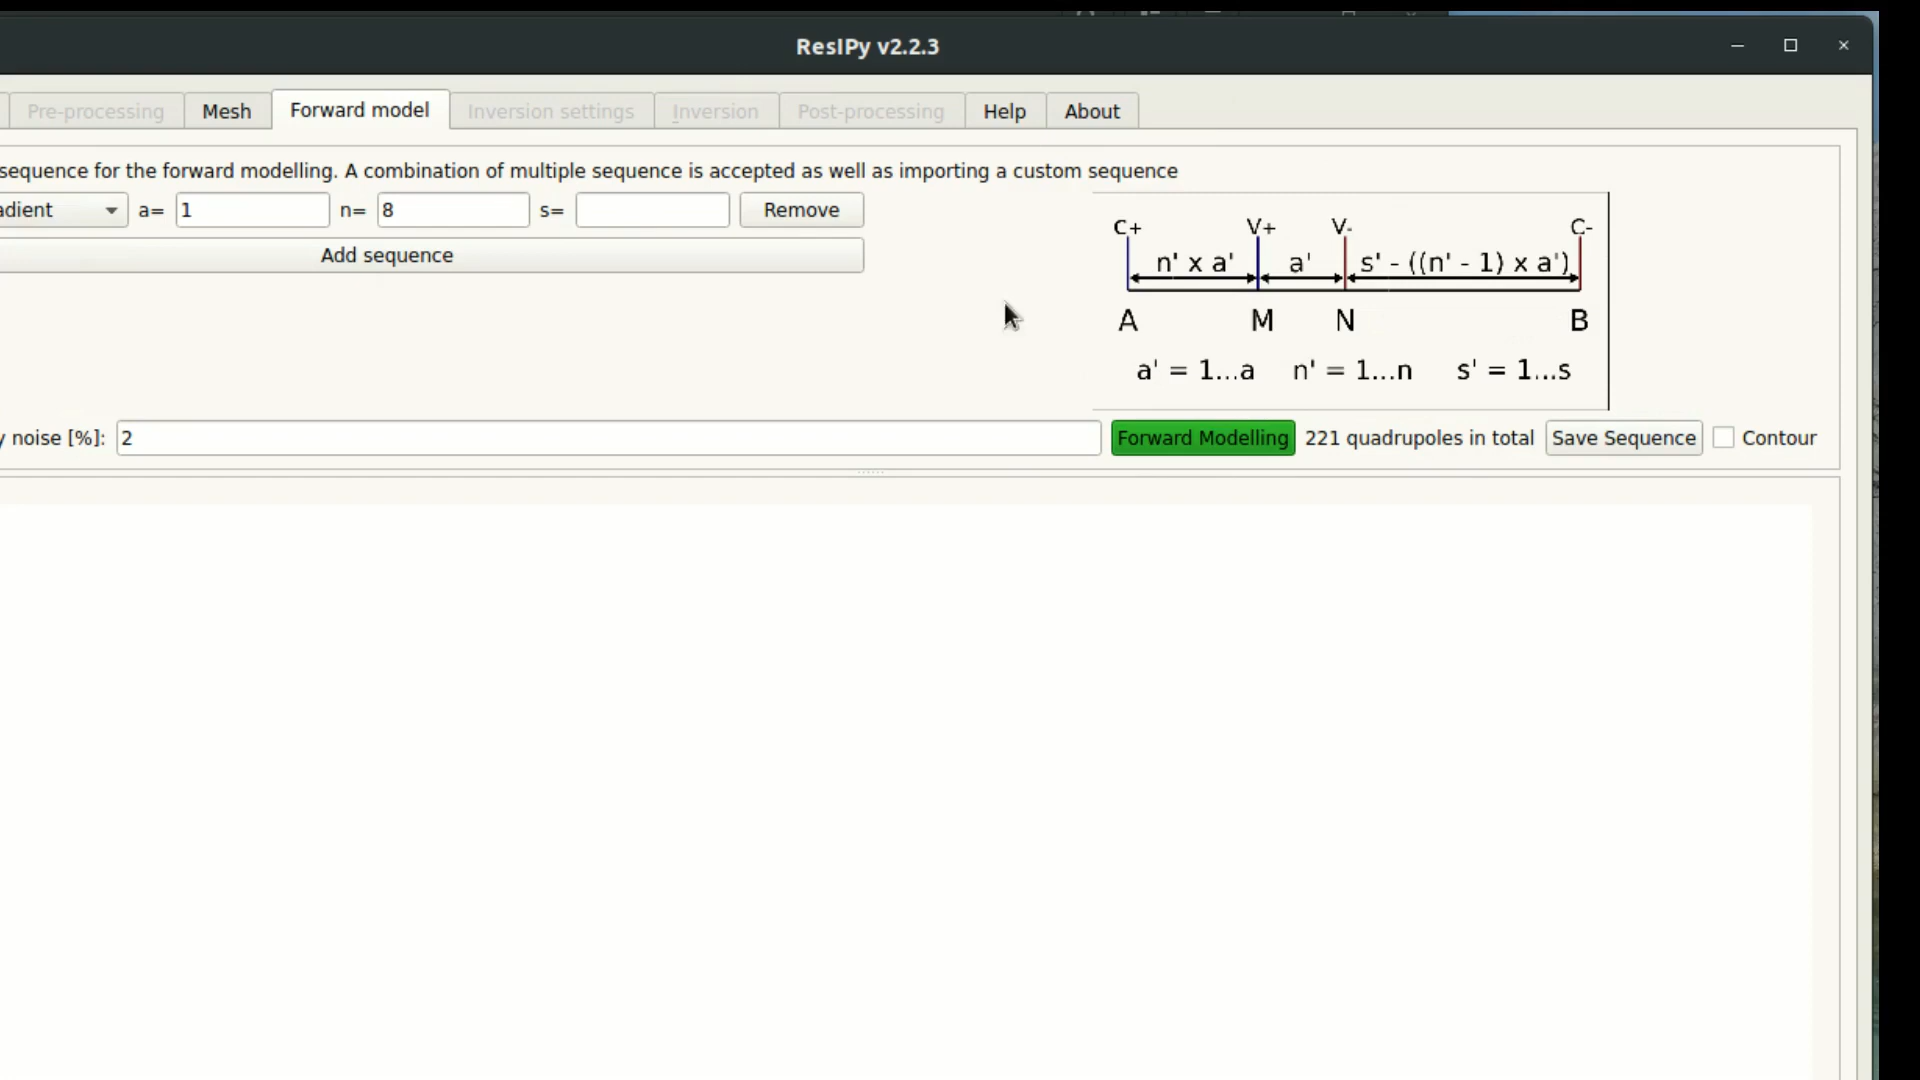 ResIPy v2.2.3
Pre-processing Mesh Forward model Inversion settings Inversion Post-processing Help About
sequence for the forward modelling. A combination of multiple sequence is accepted as well as importing a custom sequence
adient a= 1 n= 8 s= Remove
Add sequence
C+ V+ V- C-
n' x a' a' s' - ((n' - 1) x a')
A M N B
a' = 1...a n' = 1...n s' = 1...s
y noise [%]: 2 Forward Modelling 221 quadrupoles in total Save Sequence Contour